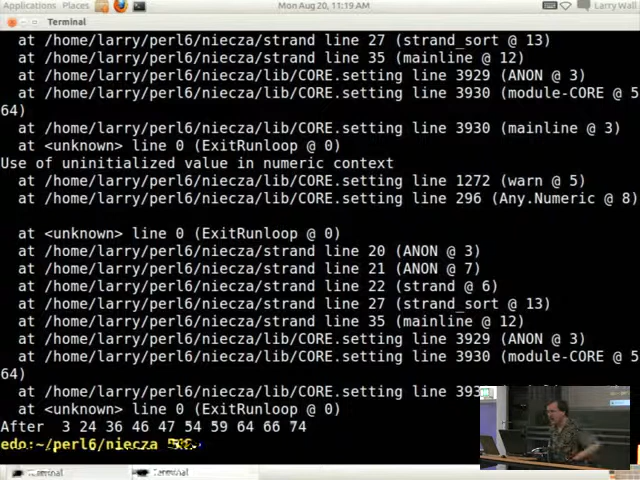 Applications Places Mon Aug 20, 11:19 AM Larry Wall
Terminal
at /home/larry/perl6/niecza/strand line 27 (strand_sort @ 13)
at /home/larry/perl6/niecza/strand line 35 (mainline @ 12)
at /home/larry/perl6/niecza/lib/CORE.setting line 3929 (ANON @ 3)
at /home/larry/perl6/niecza/lib/CORE.setting line 3930 (module-CORE @ 5
64)
at /home/larry/perl6/niecza/lib/CORE.setting line 3930 (mainline @ 3)
at <unknown> line 0 (ExitRunloop @ 0)
Use of uninitialized value in numeric context
at /home/larry/perl6/niecza/lib/CORE.setting line 1272 (warn @ 5)
at /home/larry/perl6/niecza/lib/CORE.setting line 296 (Any.Numeric @ 8)
at <unknown> line 0 (ExitRunloop @ 0)
at /home/larry/perl6/niecza/strand line 20 (ANON @ 3)
at /home/larry/perl6/niecza/strand line 21 (ANON @ 7)
at /home/larry/perl6/niecza/strand line 22 (strand @ 6)
at /home/larry/perl6/niecza/strand line 27 (strand_sort @ 13)
at /home/larry/perl6/niecza/strand line 35 (mainline @ 12)
at /home/larry/perl6/niecza/lib/CORE.setting line 3929 (ANON @ 3)
at /home/larry/perl6/niecza/lib/CORE.setting line 3930 (module-CORE @ 5
64)
at /home/larry/perl6/niecza/lib/CORE.setting line
at <unknown> line 0 (ExitRunloop @ 0)
After 3 24 36 46 47 54 59 64 66 74
edo:~/perl6/niecza
Terminal Terminal